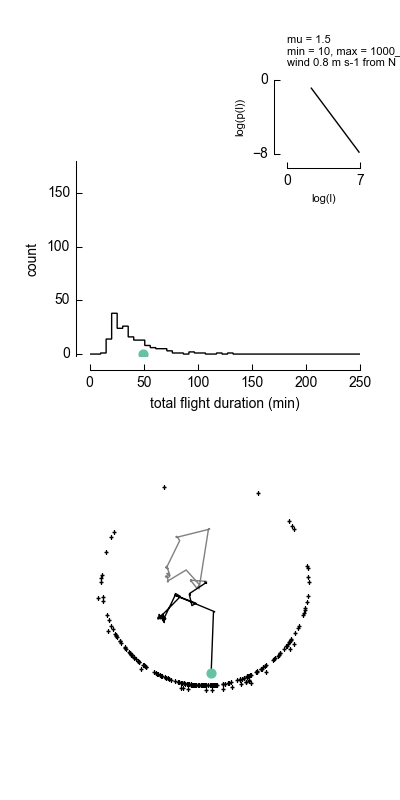 mu = 1.5
min = 10, max = 1000_
wind 0.8 m s-1 from N
0
log(p(l))
−8
0 7
log(l)
150
100
50
0
count
0 50 100 150 200 250
total flight duration (min)